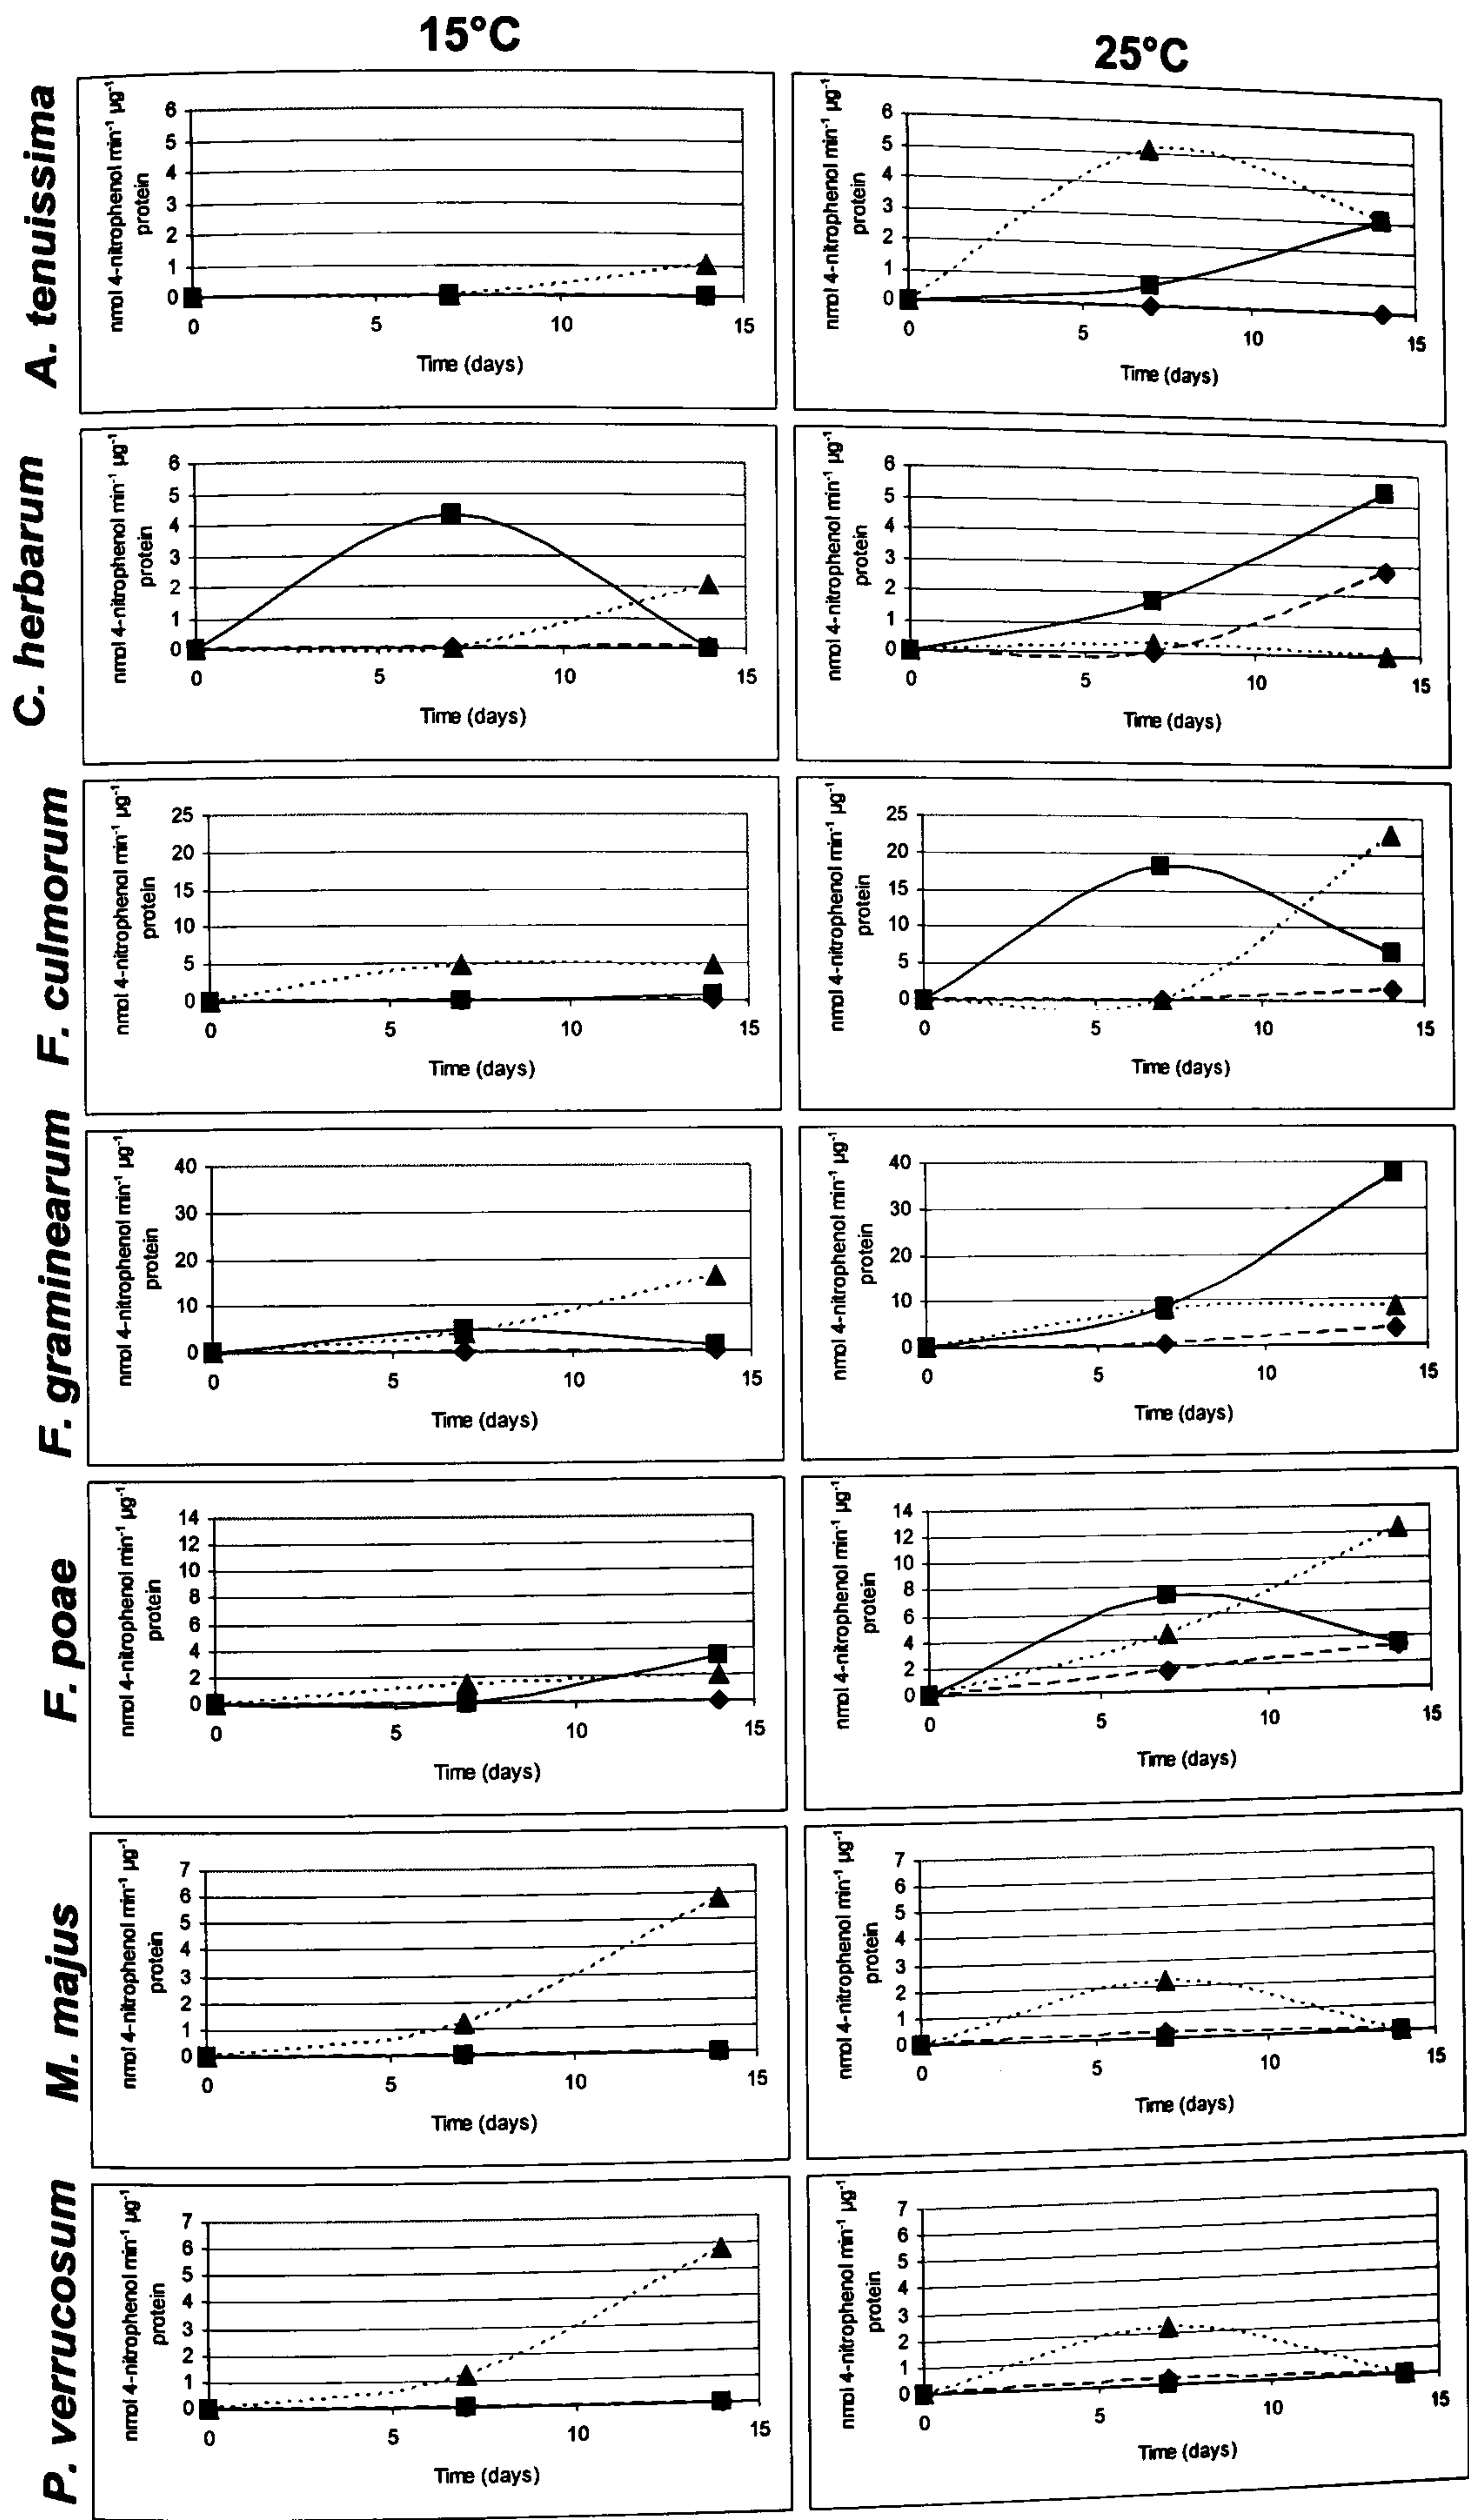 15°C
25°C
A. tenuissima
nmol 4-nitrophenol min⁻¹ µg⁻¹
protein
6
5
4
3
2
1
0
0 5 10 15
Time (days)
nmol 4-nitrophenol min⁻¹ µg⁻¹
protein
6
5
4
3
2
1
0
0 5 10 15
Time (days)
C. herbarum
nmol 4-nitrophenol min⁻¹ µg⁻¹
protein
6
5
4
3
2
1
0
0 5 10 15
Time (days)
nmol 4-nitrophenol min⁻¹ µg⁻¹
protein
6
5
4
3
2
1
0
0 5 10 15
Time (days)
F. culmorum
nmol 4-nitrophenol min⁻¹ µg⁻¹
protein
25
20
15
10
5
0
0 5 10 15
Time (days)
nmol 4-nitrophenol min⁻¹ µg⁻¹
protein
25
20
15
10
5
0
0 5 10 15
Time (days)
F. graminearum
nmol 4-nitrophenol min⁻¹ µg⁻¹
protein
40
30
20
10
0
0 5 10 15
Time (days)
nmol 4-nitrophenol min⁻¹ µg⁻¹
protein
40
30
20
10
0
0 5 10 15
Time (days)
F. poae
nmol 4-nitrophenol min⁻¹ µg⁻¹
protein
14
12
10
8
6
4
2
0
0 5 10 15
Time (days)
nmol 4-nitrophenol min⁻¹ µg⁻¹
protein
14
12
10
8
6
4
2
0
0 5 10 15
Time (days)
M. majus
nmol 4-nitrophenol min⁻¹ µg⁻¹
protein
7
6
5
4
3
2
1
0
0 5 10 15
Time (days)
nmol 4-nitrophenol min⁻¹ µg⁻¹
protein
7
6
5
4
3
2
1
0
0 5 10 15
Time (days)
P. verrucosum
nmol 4-nitrophenol min⁻¹ µg⁻¹
protein
7
6
5
4
3
2
1
0
0 5 10 15
Time (days)
nmol 4-nitrophenol min⁻¹ µg⁻¹
protein
7
6
5
4
3
2
1
0
0 5 10 15
Time (days)